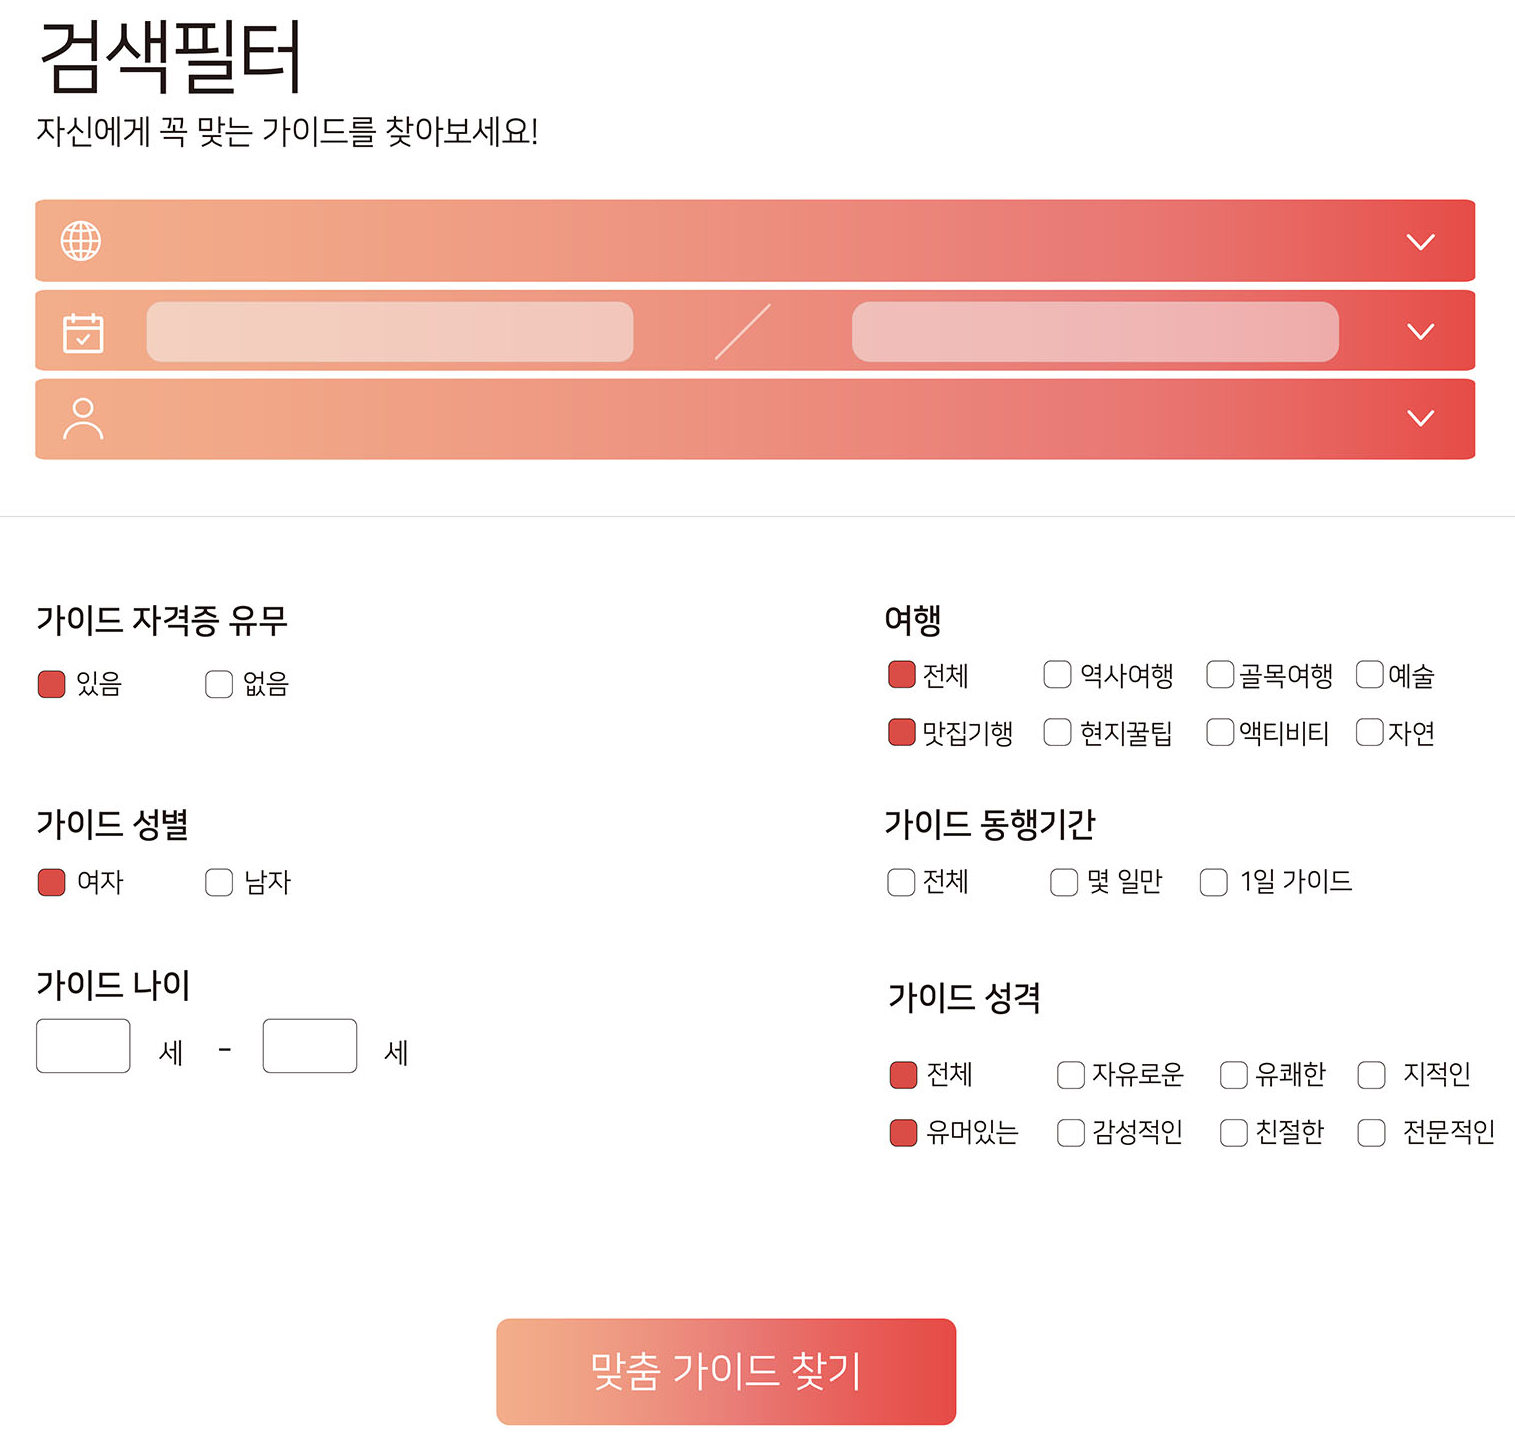 검색필터
자신에게 꼭 맞는 가이드를 찾아보세요!
가이드 자격증 유무
있음 없음
가이드 성별
여자 남자
가이드 나이
세 - 세
여행
전체 역사여행 골목여행 예술
맛집기행 현지꿀팁 액티비티 자연
가이드 동행기간
전체 몇 일만 1일 가이드
가이드 성격
전체 자유로운 유쾌한 지적인
유머있는 감성적인 친절한 전문적인
맞춤 가이드 찾기